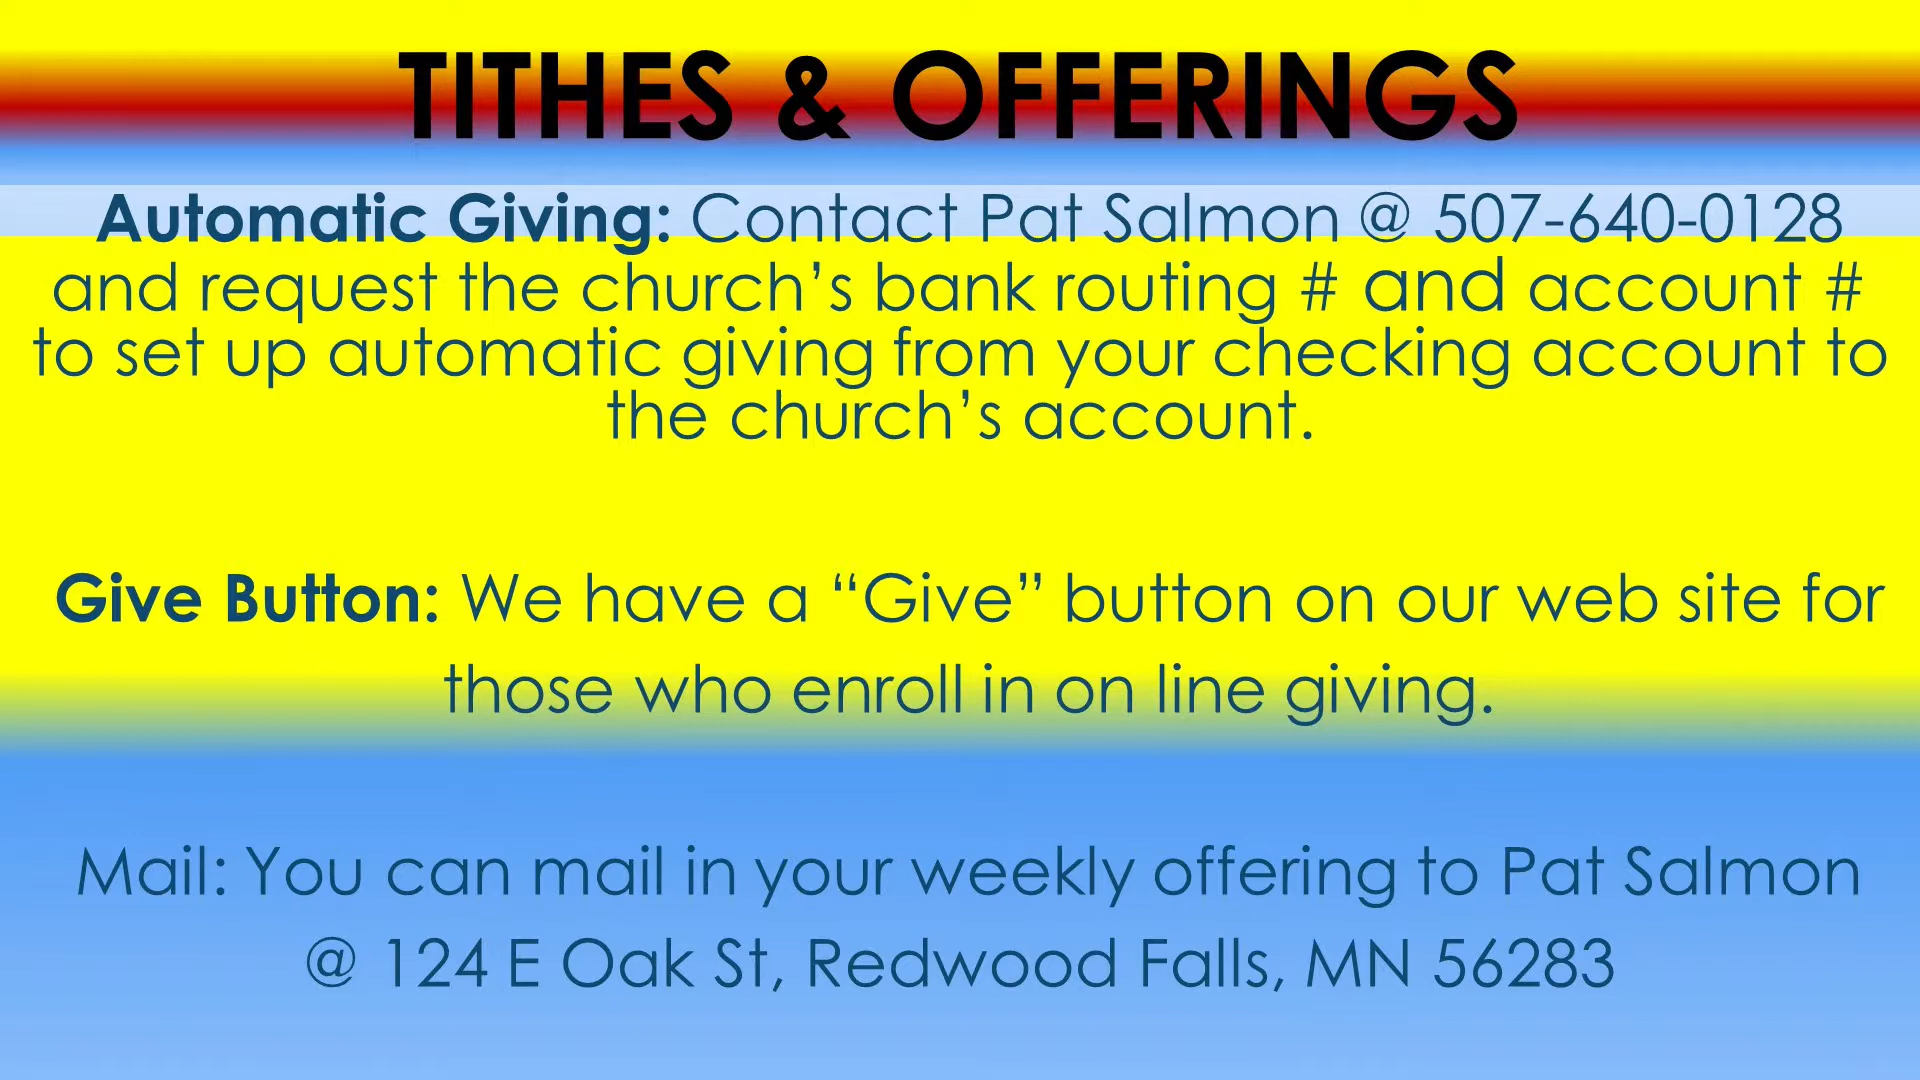 TITHES & OFFERINGS
Automatic Giving: Contact Pat Salmon @ 507-640-0128
and request the church’s bank routing # and account #
to set up automatic giving from your checking account to
the church’s account.
Give Button: We have a “Give” button on our web site for
those who enroll in on line giving.
Mail: You can mail in your weekly offering to Pat Salmon
@ 124 E Oak St, Redwood Falls, MN 56283